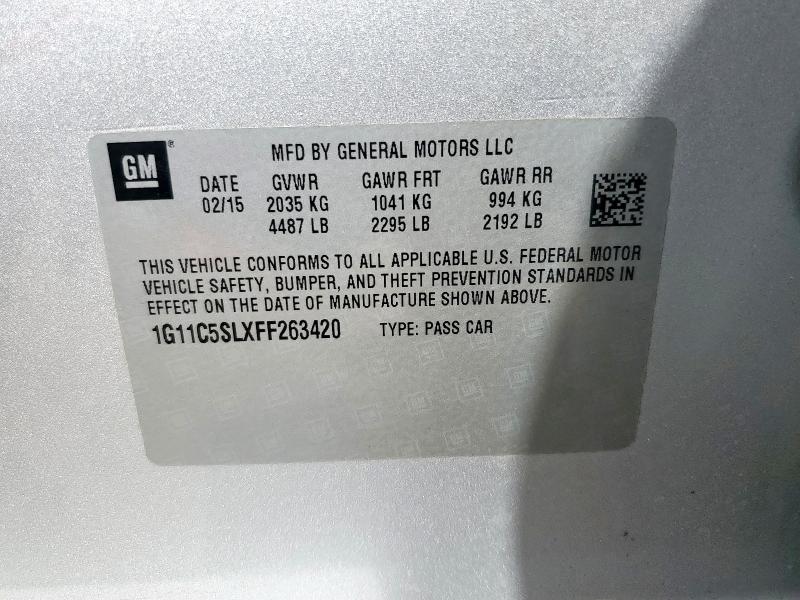 GM®
MFD BY GENERAL MOTORS LLC
DATE GVWR GAWR FRT GAWR RR
02/15 2035 KG 1041 KG 994 KG
4487 LB 2295 LB 2192 LB
THIS VEHICLE CONFORMS TO ALL APPLICABLE U.S. FEDERAL MOTOR
VEHICLE SAFETY, BUMPER, AND THEFT PREVENTION STANDARDS IN
EFFECT ON THE DATE OF MANUFACTURE SHOWN ABOVE.
1G11C5SLXFF263420 TYPE: PASS CAR